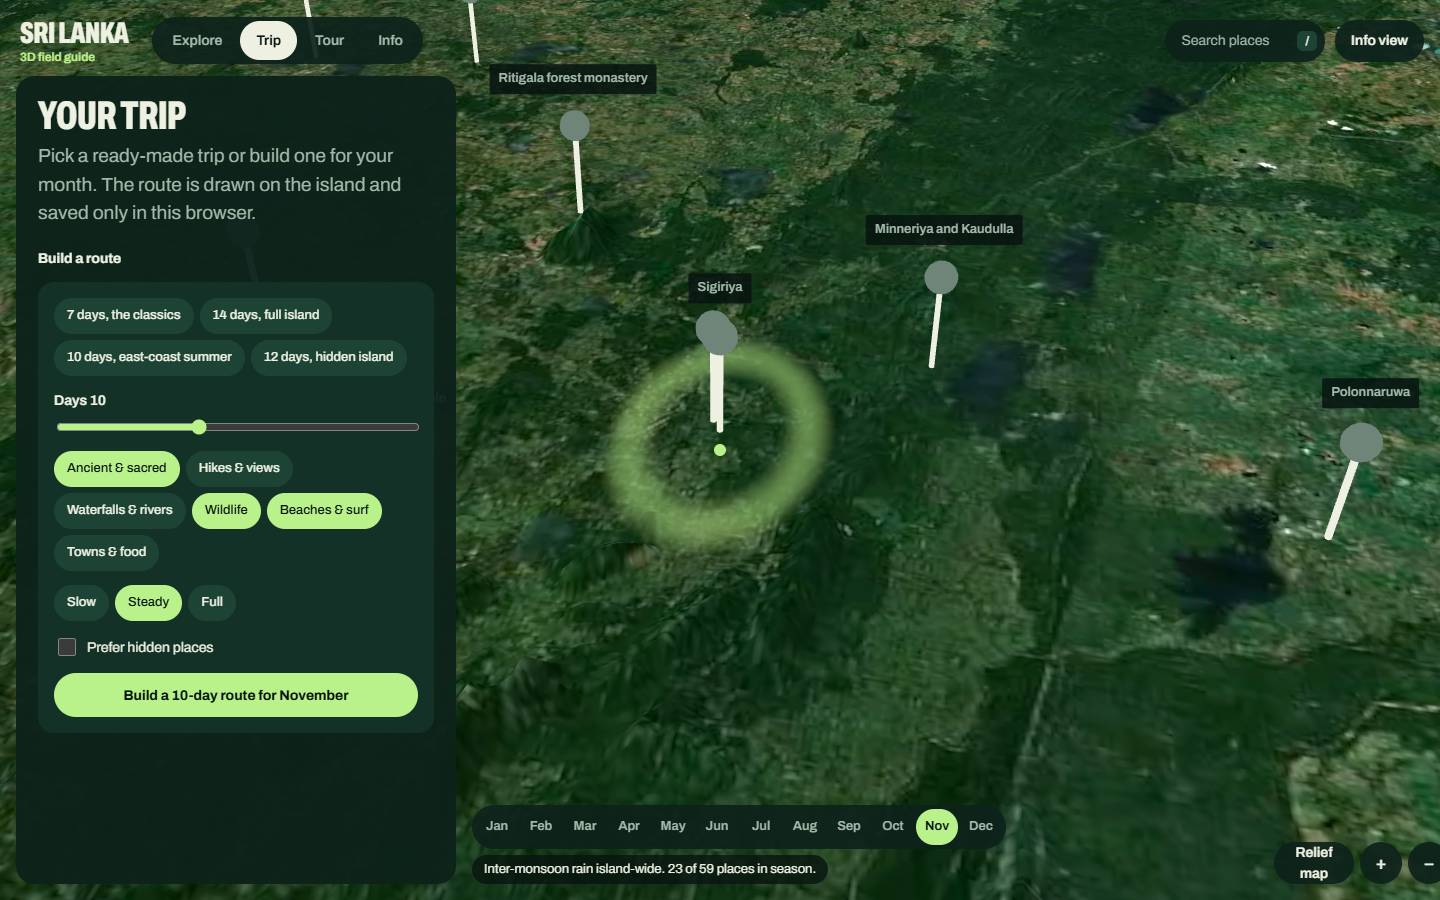 SRI LANKA
3D field guide
Explore
Trip
Tour
Info
Search places
/
Info view
YOUR TRIP
Pick a ready-made trip or build one for your
month. The route is drawn on the island and
saved only in this browser.
Build a route
7 days, the classics
14 days, full island
10 days, east-coast summer
12 days, hidden island
Days 10
Ancient & sacred
Hikes & views
Waterfalls & rivers
Wildlife
Beaches & surf
Towns & food
Slow
Steady
Full
Prefer hidden places
Build a 10-day route for November
Ritigala forest monastery
Minneriya and Kaudulla
Sigiriya
Polonnaruwa
Jan
Feb
Mar
Apr
May
Jun
Jul
Aug
Sep
Oct
Nov
Dec
Inter-monsoon rain island-wide. 23 of 59 places in season.
Relief
map
+
−